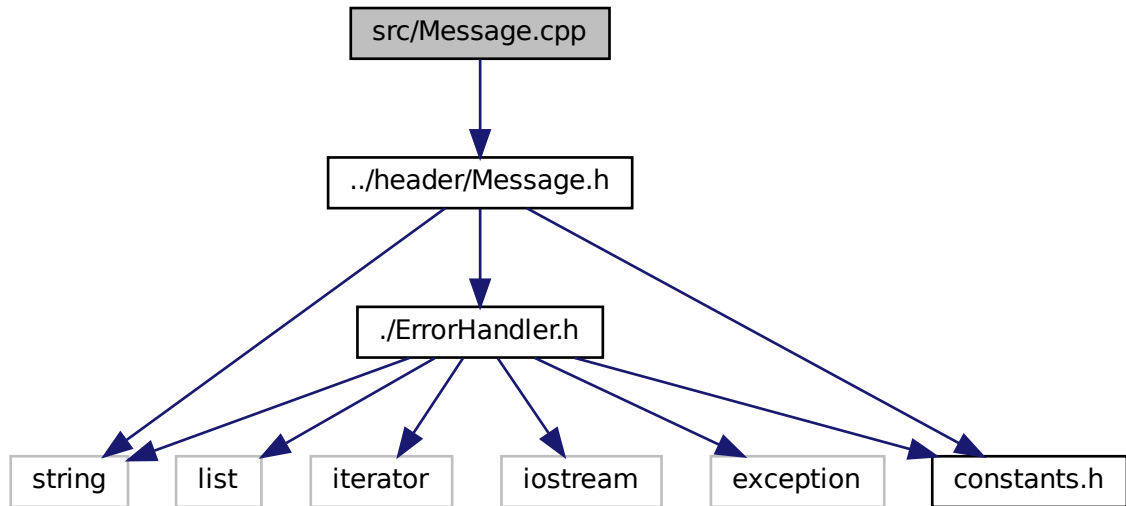 src/Message.cpp
../header/Message.h
./ErrorHandler.h
string
list
iterator
iostream
exception
constants.h